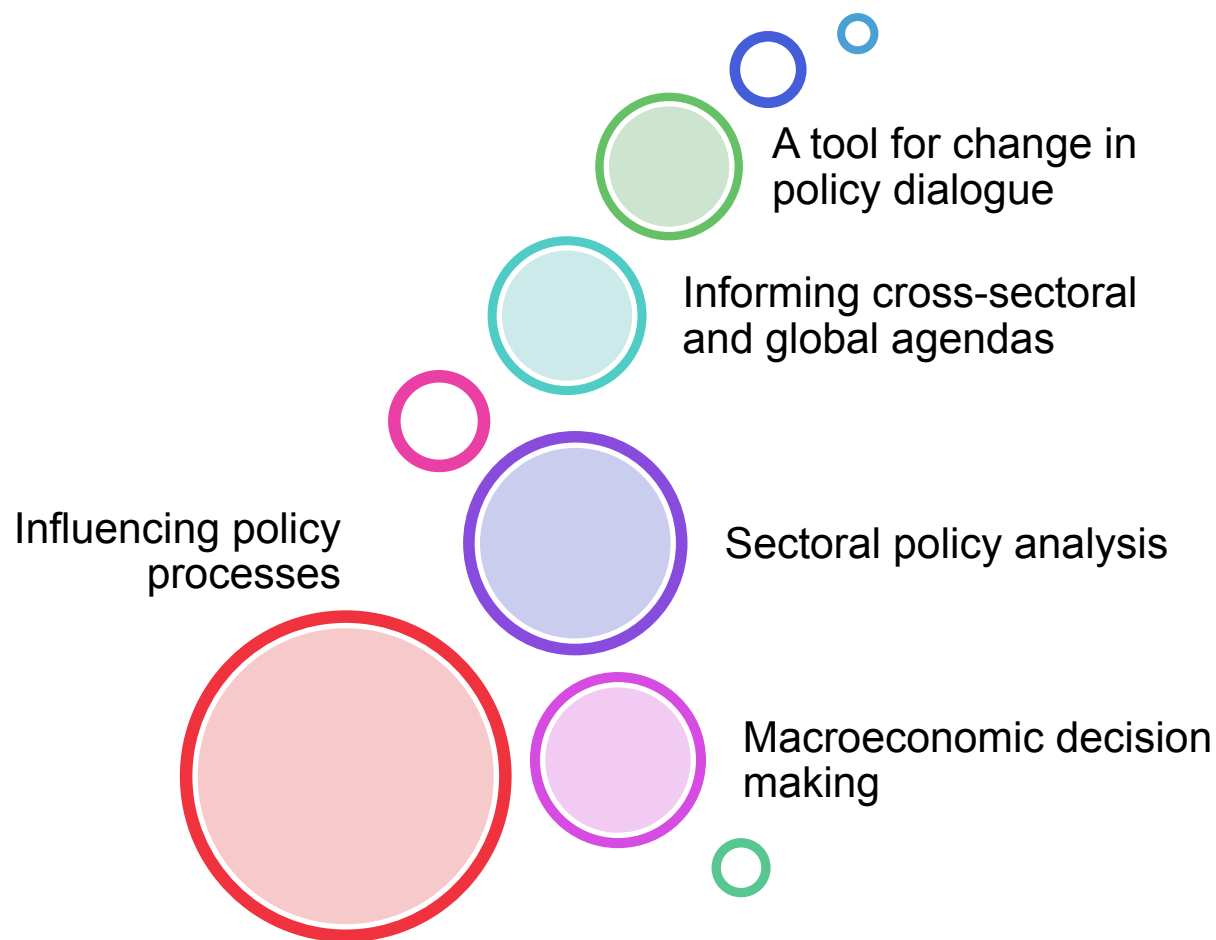 A tool for change in
policy dialogue
Informing cross-sectoral
and global agendas
Influencing policy
processes
Sectoral policy analysis
Macroeconomic decision
making